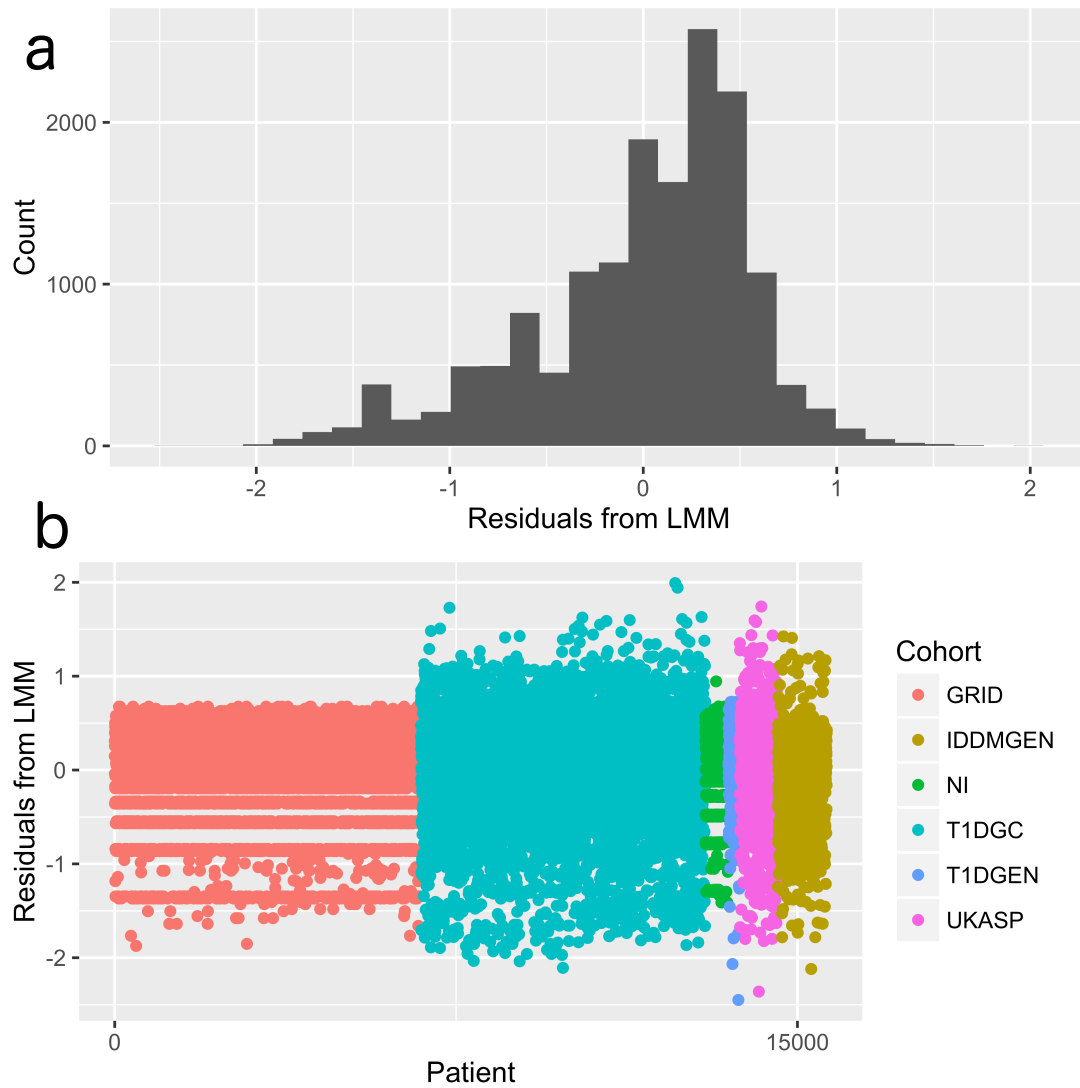 a
2000
1000
0
Count
-2
-1
0
1
2
Residuals from LMM
b
2
1
0
-1
-2
Residuals from LMM
0
15000
Patient
Cohort
GRID
IDDMGEN
NI
T1DGC
T1DGEN
UKASP